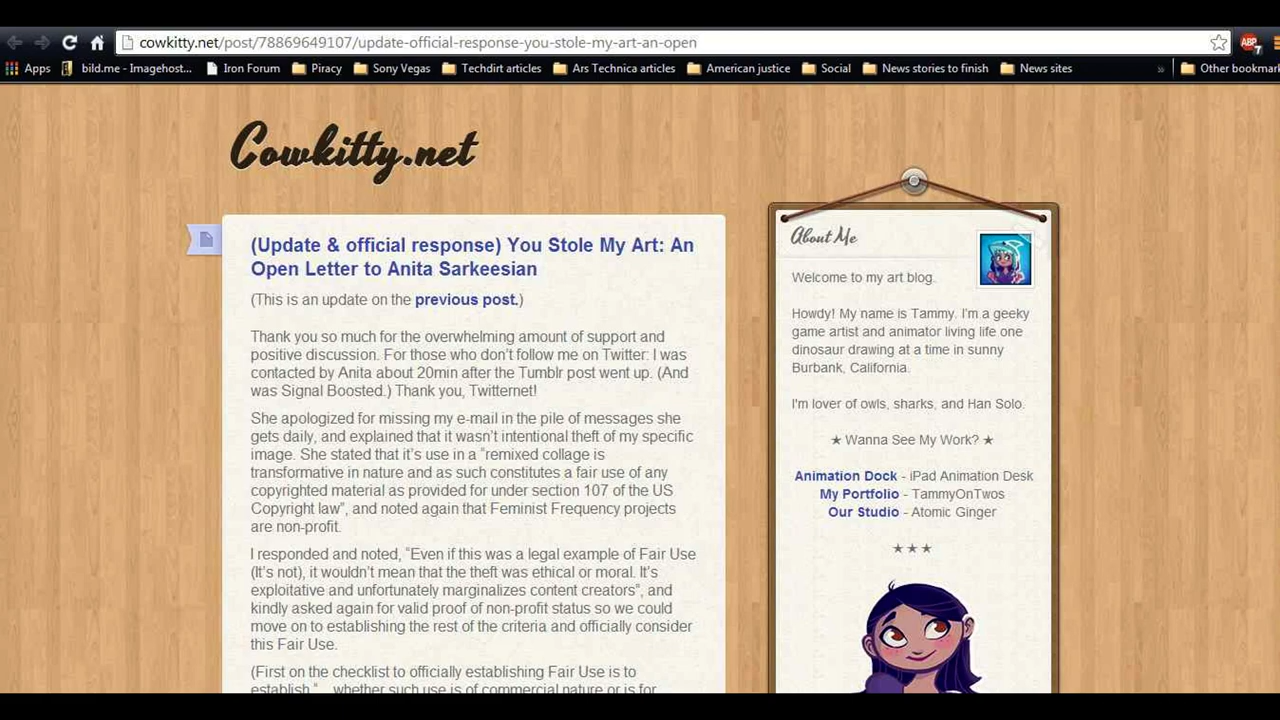 cowkitty.net/post/78869649107/update-official-response-you-stole-my-art-an-open
ABP
7
Apps
bild.me - Imagehost...
Iron Forum
Piracy
Sony Vegas
Techdirt articles
Ars Technica articles
American justice
Social
News stories to finish
News sites
»
Other bookmar
Cowkitty.net
(Update & official response) You Stole My Art: An
Open Letter to Anita Sarkeesian
(This is an update on the previous post.)
Thank you so much for the overwhelming amount of support and
positive discussion. For those who don't follow me on Twitter: I was
contacted by Anita about 20min after the Tumblr post went up. (And
was Signal Boosted.) Thank you, Twitternet!
She apologized for missing my e-mail in the pile of messages she
gets daily, and explained that it wasn't intentional theft of my specific
image. She stated that it's use in a "remixed collage is
transformative in nature and as such constitutes a fair use of any
copyrighted material as provided for under section 107 of the US
Copyright law", and noted again that Feminist Frequency projects
are non-profit.
I responded and noted, "Even if this was a legal example of Fair Use
(It's not), it wouldn't mean that the theft was ethical or moral. It's
exploitative and unfortunately marginalizes content creators", and
kindly asked again for valid proof of non-profit status so we could
move on to establishing the rest of the criteria and officially consider
this Fair Use.
(First on the checklist to officially establishing Fair Use is to
establish "... whether such use is of commercial nature or is for
About Me
Welcome to my art blog.
Howdy! My name is Tammy. I'm a geeky
game artist and animator living life one
dinosaur drawing at a time in sunny
Burbank, California.
I'm lover of owls, sharks, and Han Solo.
★ Wanna See My Work? ★
Animation Dock - iPad Animation Desk
My Portfolio - TammyOnTwos
Our Studio - Atomic Ginger
★ ★ ★